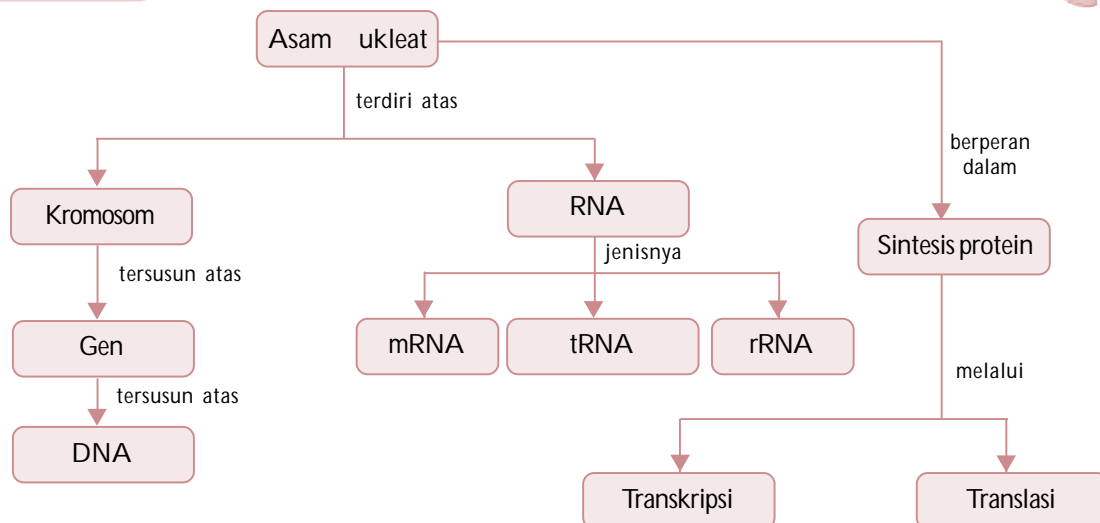 Asam ukleat
terdiri atas
berperan
dalam
Kromosom
RNA
Sintesis protein
tersusun atas
jenisnya
Gen
mRNA
tRNA
rRNA
tersusun atas
melalui
DNA
Transkripsi
Translasi